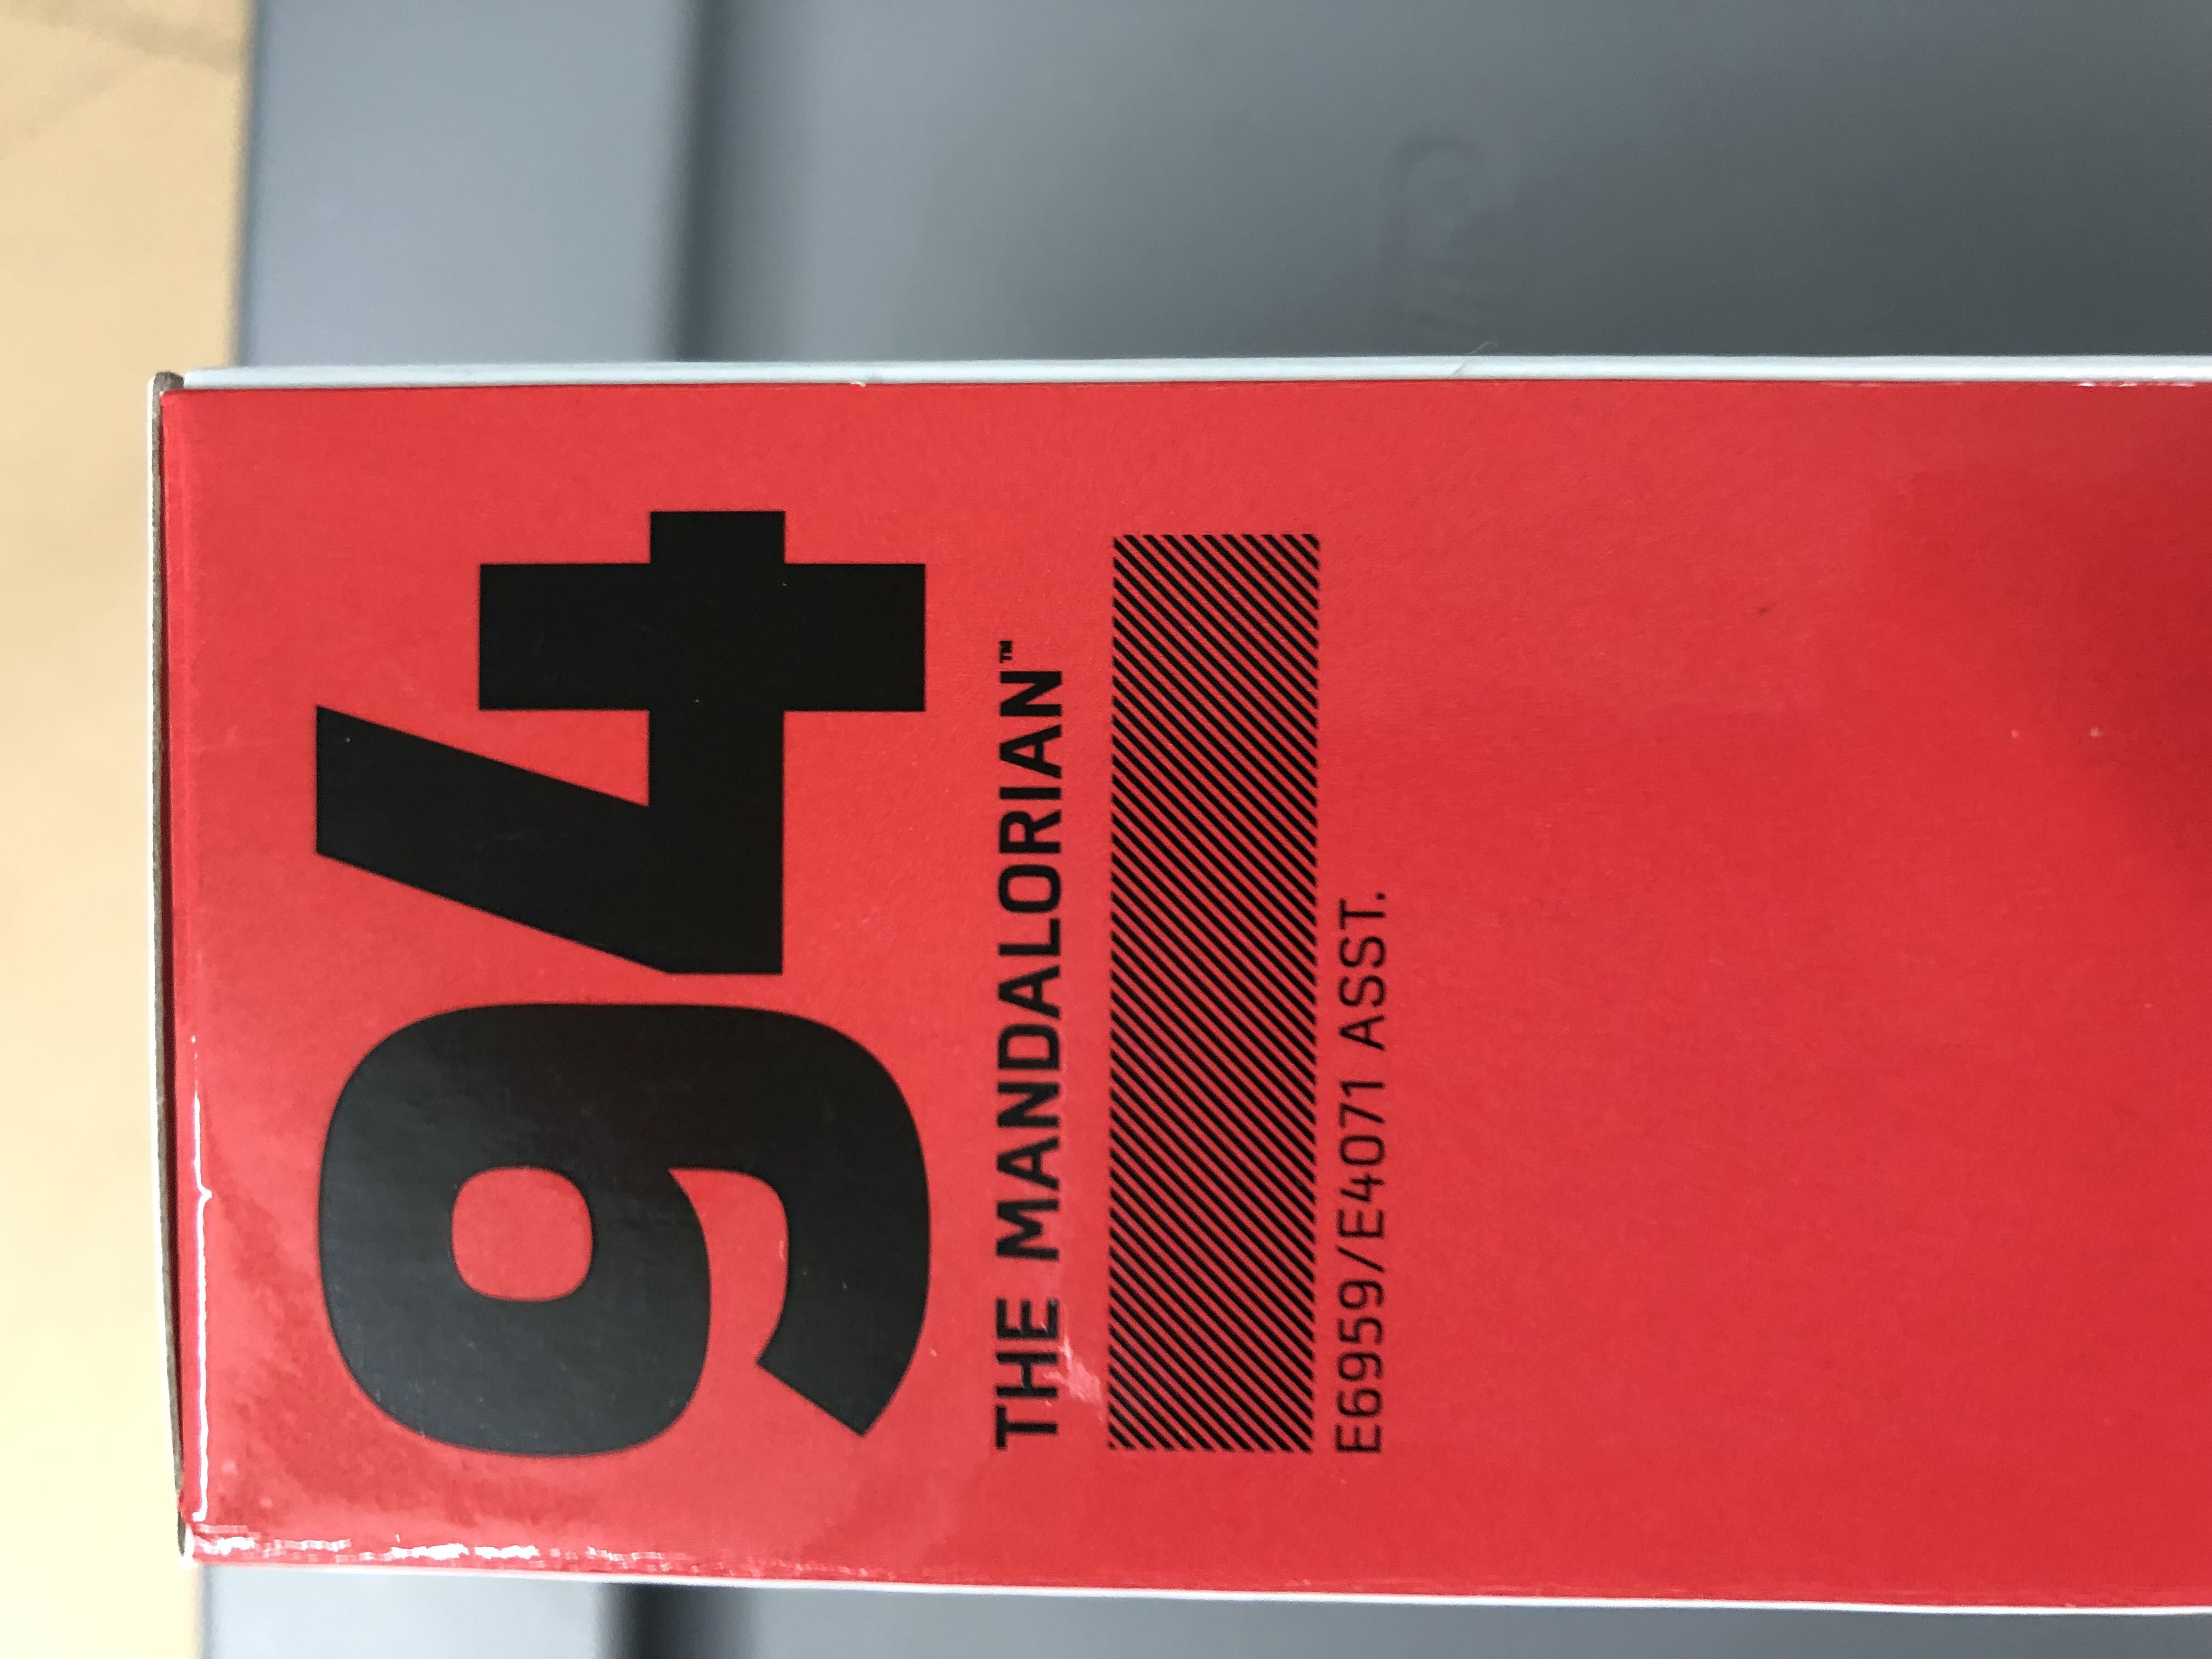 94
THE MANDALORIAN™
E6959/E4071 ASST.